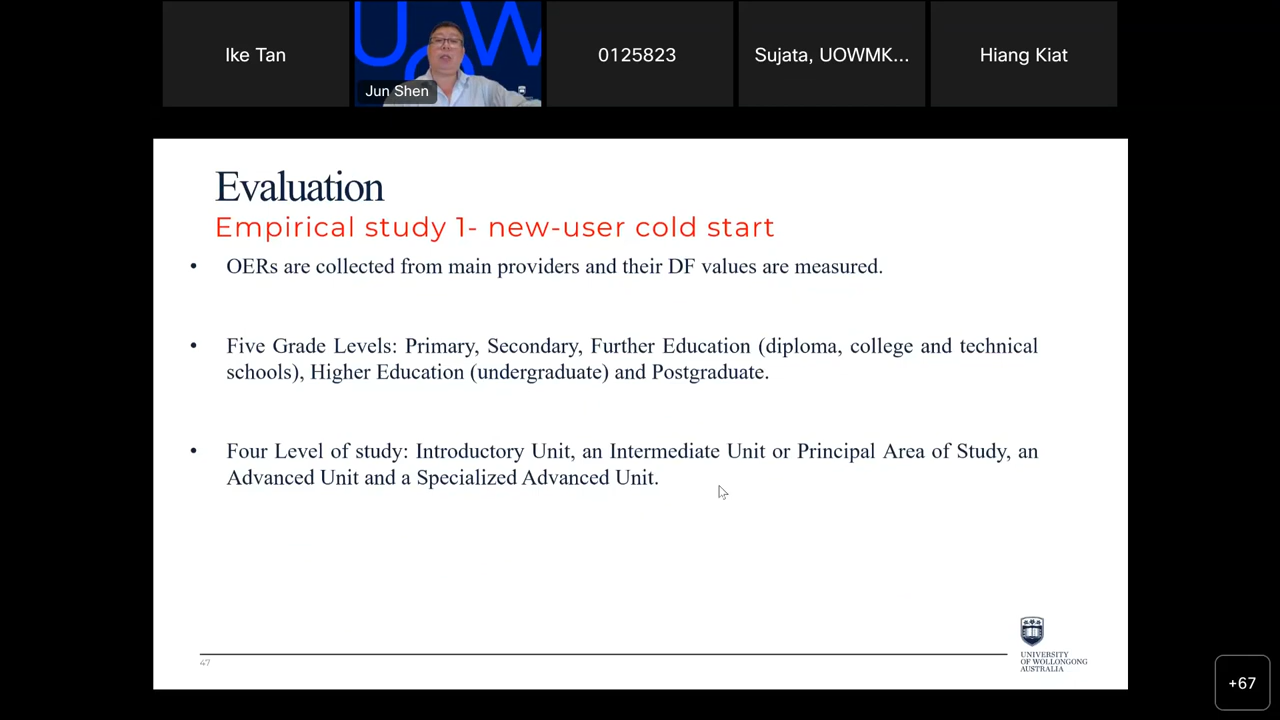 Ike Tan
UOW
Jun Shen
0125823
Sujata, UOWMK...
Hiang Kiat
Evaluation
Empirical study 1- new-user cold start
• OERs are collected from main providers and their DF values are measured.
• Five Grade Levels: Primary, Secondary, Further Education (diploma, college and technical
schools), Higher Education (undergraduate) and Postgraduate.
• Four Level of study: Introductory Unit, an Intermediate Unit or Principal Area of Study, an
Advanced Unit and a Specialized Advanced Unit.
47
UNIVERSITY
OF WOLLONGONG
AUSTRALIA
+67